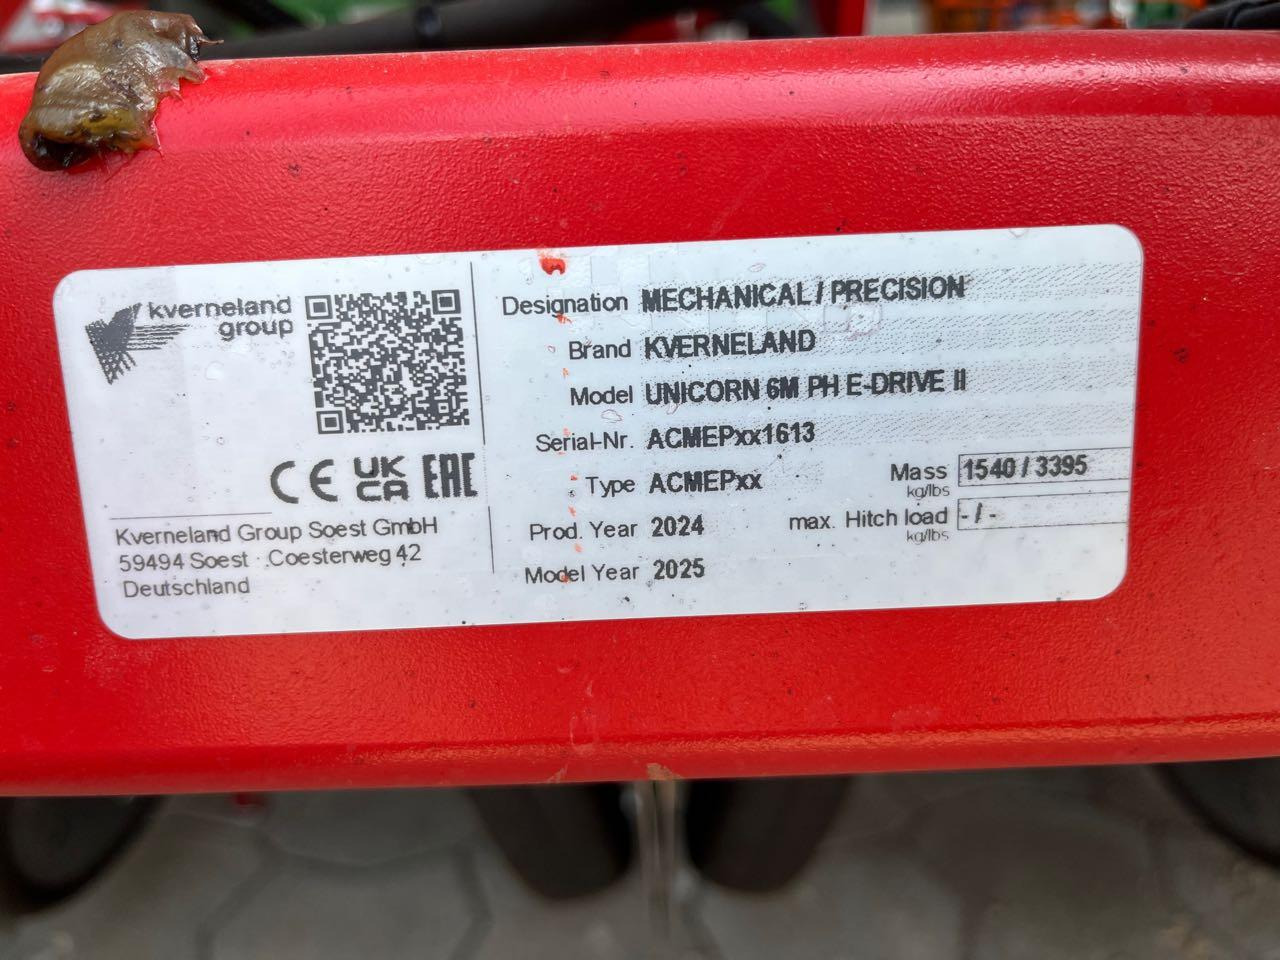 kverneland
group
CE UK CA EAC
Kverneland Group Soest GmbH
59494 Soest · Coesterweg 42
Deutschland
Designation MECHANICAL / PRECISION
Brand KVERNELAND
Model UNICORN 6M PH E-DRIVE II
Serial-Nr. ACMEPxx1613
Type ACMEPxx
Mass kg/lbs 1540 / 3395
Prod. Year 2024
max. Hitch load kg/lbs - / -
Model Year 2025